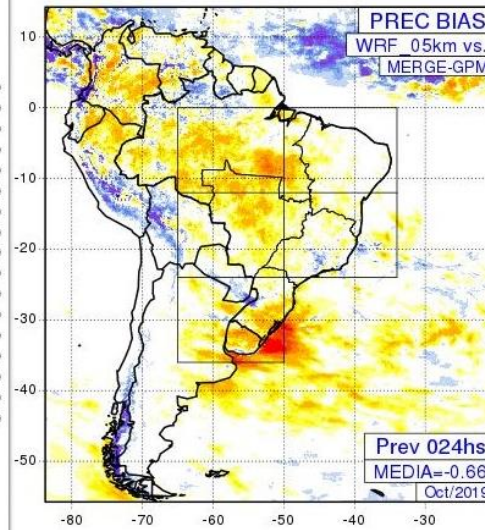 PREC BIAS
WRF_05km vs.
MERGE-GPM
10
0
-10
-20
-30
-40
-50
Prev 024hs
MEDIA=-0.66
Oct/2019
-80 -70 -60 -50 -40 -30